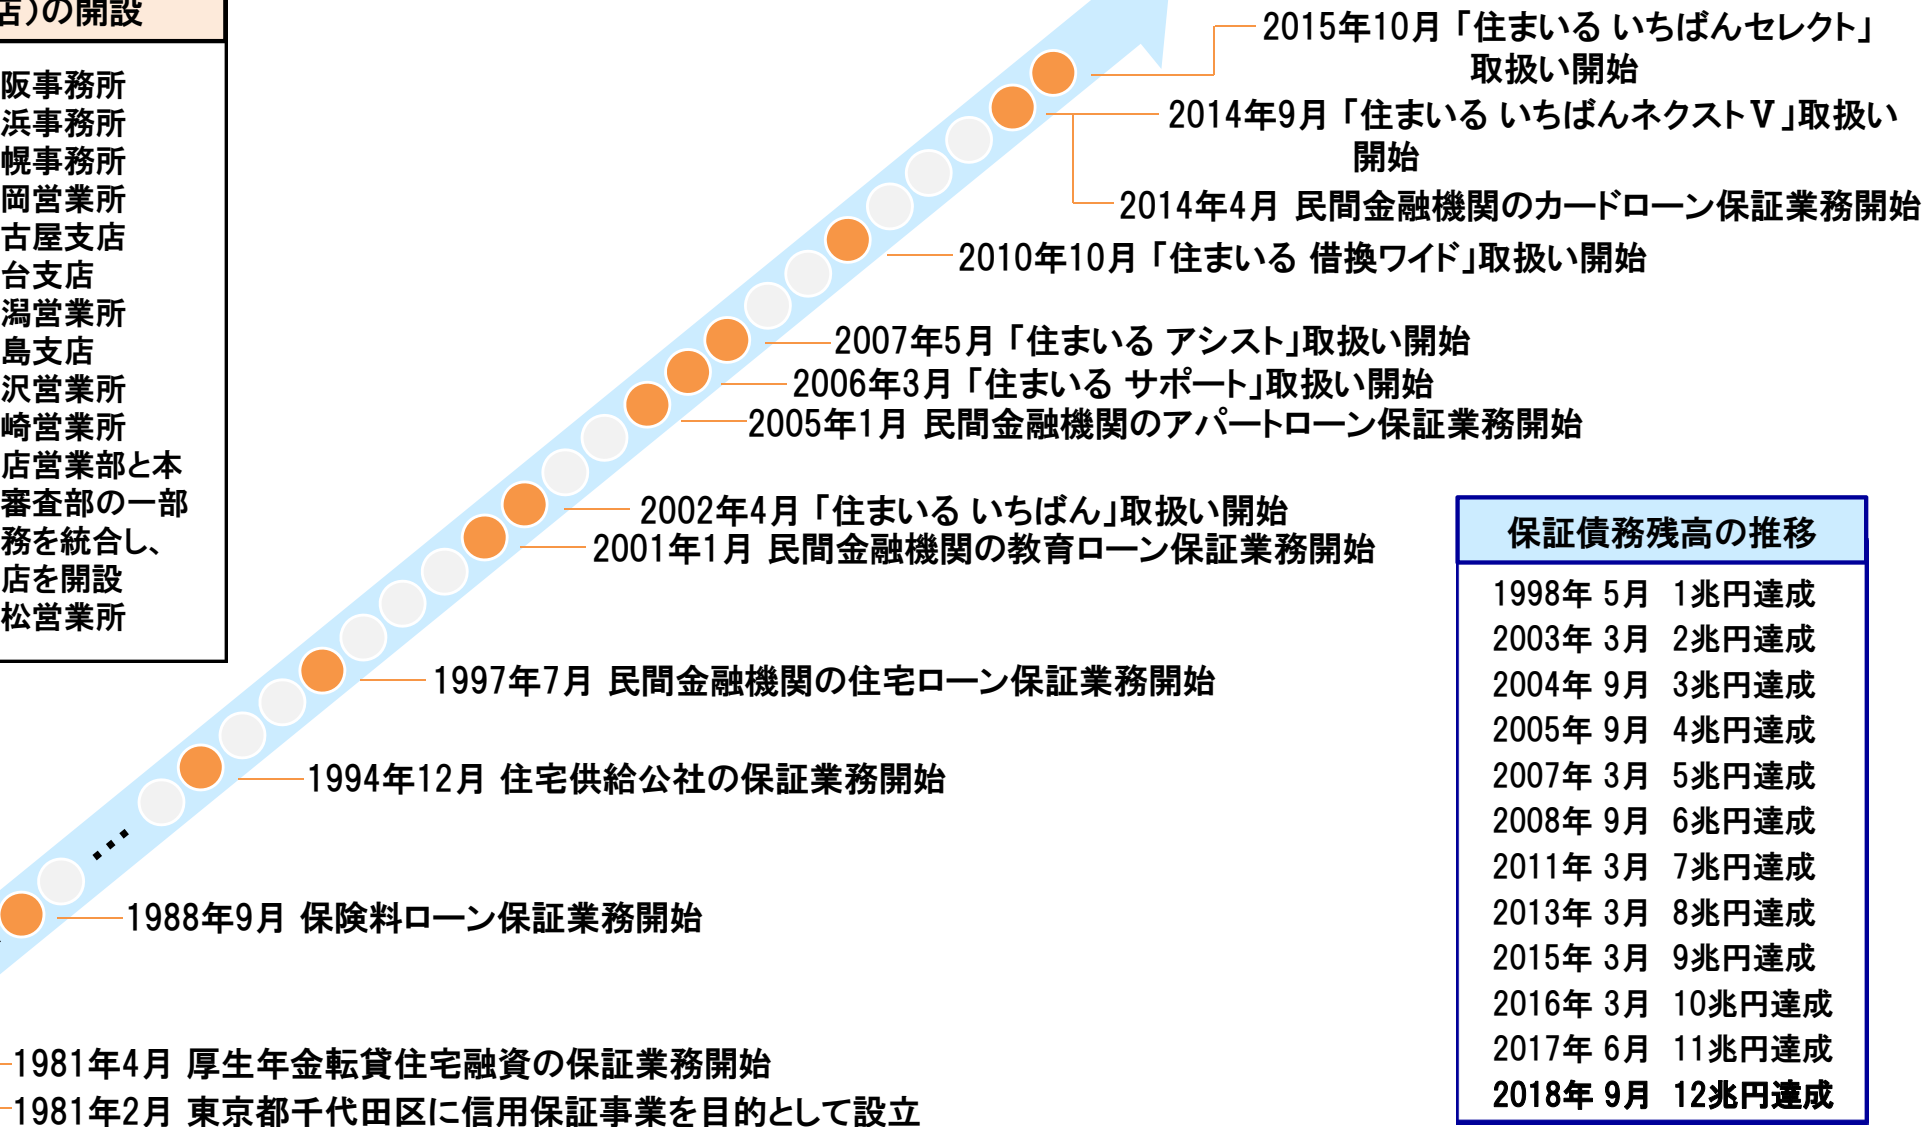 店)の開設
阪事務所
浜事務所
幌事務所
岡営業所
古屋支店
台支店
潟営業所
島支店
沢営業所
崎営業所
店営業部と本
審査部の一部
務を統合し、
店を開設
松営業所
2015年10月 「住まいる いちばんセレクト」
取扱い開始
2014年9月 「住まいる いちばんネクストⅤ」取扱い
開始
2014年4月 民間金融機関のカードローン保証業務開始
2010年10月 「住まいる 借換ワイド」取扱い開始
2007年5月 「住まいる アシスト」取扱い開始
2006年3月 「住まいる サポート」取扱い開始
2005年1月 民間金融機関のアパートローン保証業務開始
2002年4月 「住まいる いちばん」取扱い開始
2001年1月 民間金融機関の教育ローン保証業務開始
1997年7月 民間金融機関の住宅ローン保証業務開始
1994年12月 住宅供給公社の保証業務開始
1988年9月 保険料ローン保証業務開始
1981年4月 厚生年金転貸住宅融資の保証業務開始
1981年2月 東京都千代田区に信用保証事業を目的として設立
保証債務残高の推移
1998年 5月 1兆円達成
2003年 3月 2兆円達成
2004年 9月 3兆円達成
2005年 9月 4兆円達成
2007年 3月 5兆円達成
2008年 9月 6兆円達成
2011年 3月 7兆円達成
2013年 3月 8兆円達成
2015年 3月 9兆円達成
2016年 3月 10兆円達成
2017年 6月 11兆円達成
2018年 9月 12兆円達成